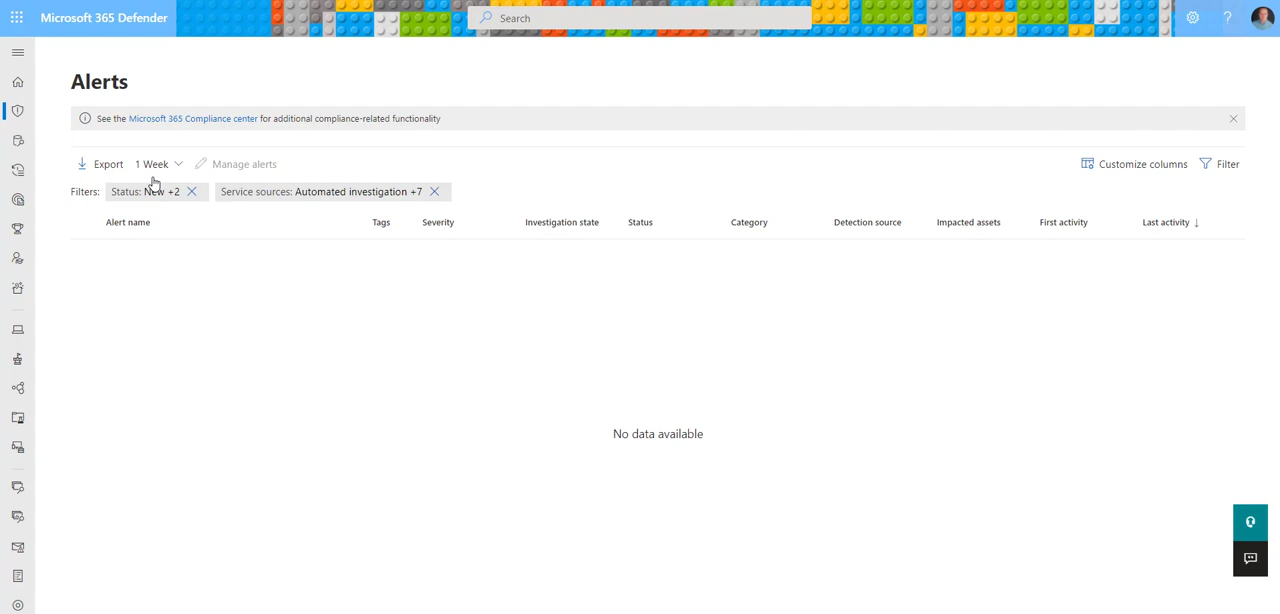 Microsoft 365 Defender
Search
?
Alerts
See the Microsoft 365 Compliance center for additional compliance-related functionality
Export 1 Week Manage alerts Customize columns Filter
Filters: Status: New +2 Service sources: Automated investigation +7
Alert name Tags Severity Investigation state Status Category Detection source Impacted assets First activity Last activity ↓
No data available